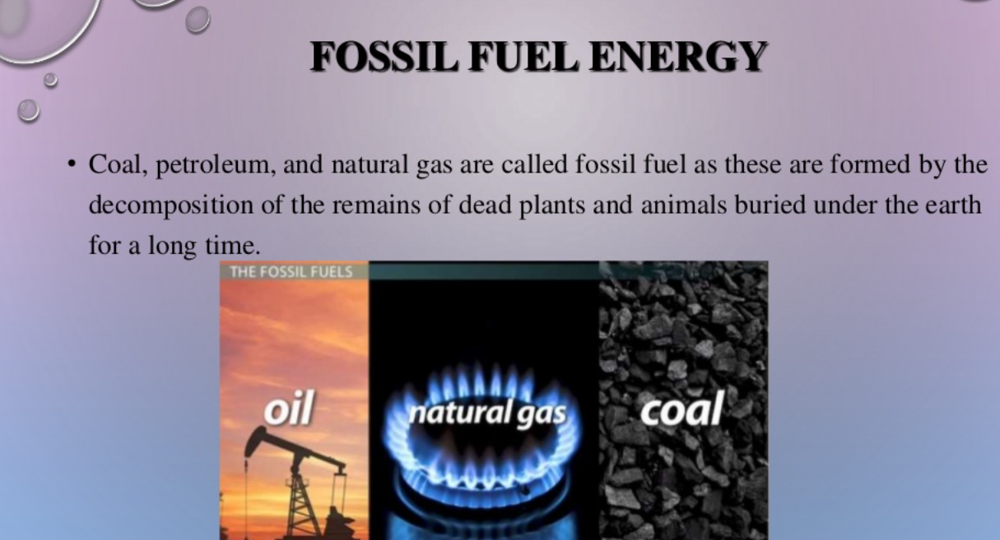 FOSSIL FUEL ENERGY
• Coal, petroleum, and natural gas are called fossil fuel as these are formed by the
decomposition of the remains of dead plants and animals buried under the earth
for a long time.
THE FOSSIL FUELS
oil
natural gas
coal